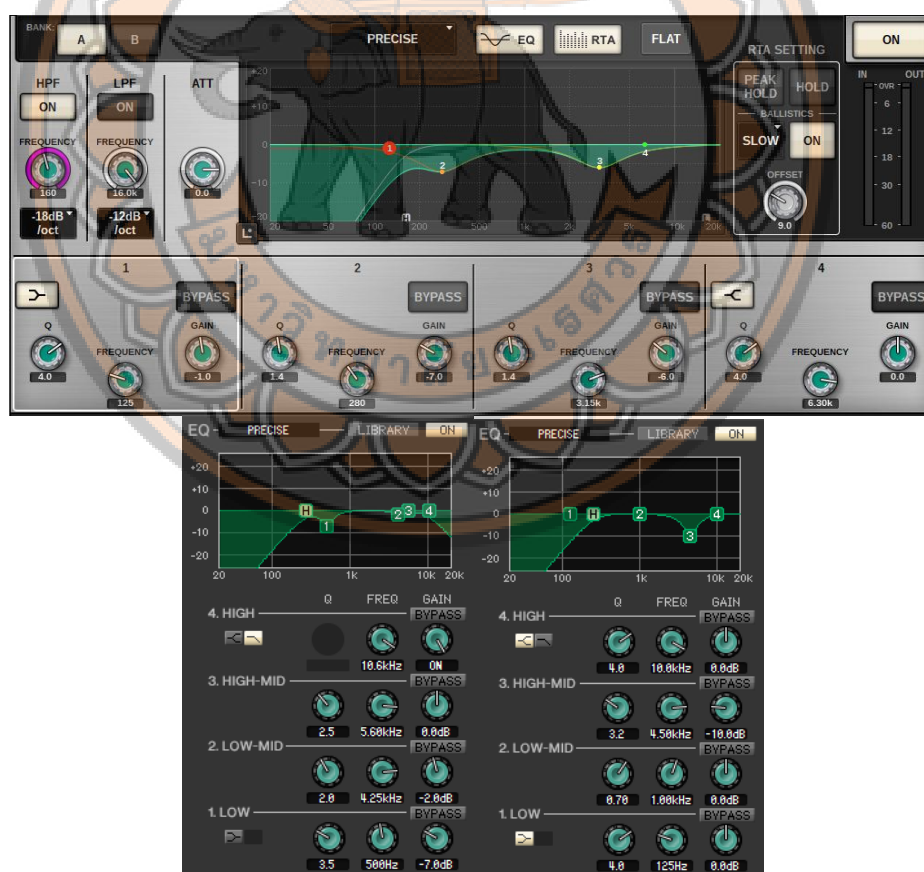 BANK: A B PRECISE EQ RTA FLAT RTA SETTING ON
HPF LPF ATT
ON ON
FREQUENCY FREQUENCY
160 16.0k 0.0
-18dB /oct -12dB /oct
+20
+10
0
-10
-20
20 50 100 200 500 1k 2k 5k 10k 20k
1 2 3 4
H L
PEAK HOLD HOLD
BALLISTICS
SLOW ON
OFFSET
9.0
IN OUT
OVR
6
12
18
30
60
1 2 3 4
BYPASS BYPASS BYPASS BYPASS
Q FREQUENCY GAIN Q FREQUENCY GAIN Q FREQUENCY GAIN Q FREQUENCY GAIN
4.0 125 -1.0 1.4 280 -7.0 1.4 3.15k -6.0 4.0 6.30k 0.0
EQ PRECISE LIBRARY ON
+20
+10
0
-10
-20
H 1 2 3 4
20 100 1k 10k 20k
Q FREQ GAIN
4. HIGH BYPASS
10.6kHz ON
3. HIGH-MID BYPASS
2.5 5.60kHz 0.0dB
2. LOW-MID BYPASS
2.0 4.25kHz -2.0dB
1. LOW BYPASS
3.5 500Hz -7.0dB
EQ PRECISE LIBRARY ON
+20
+10
0
-10
-20
1 H 2 3 4
20 100 1k 10k 20k
Q FREQ GAIN
4. HIGH BYPASS
4.0 10.0kHz 0.0dB
3. HIGH-MID BYPASS
3.2 4.50kHz -10.0dB
2. LOW-MID BYPASS
0.70 1.00kHz 0.0dB
1. LOW BYPASS
4.0 125Hz 0.0dB